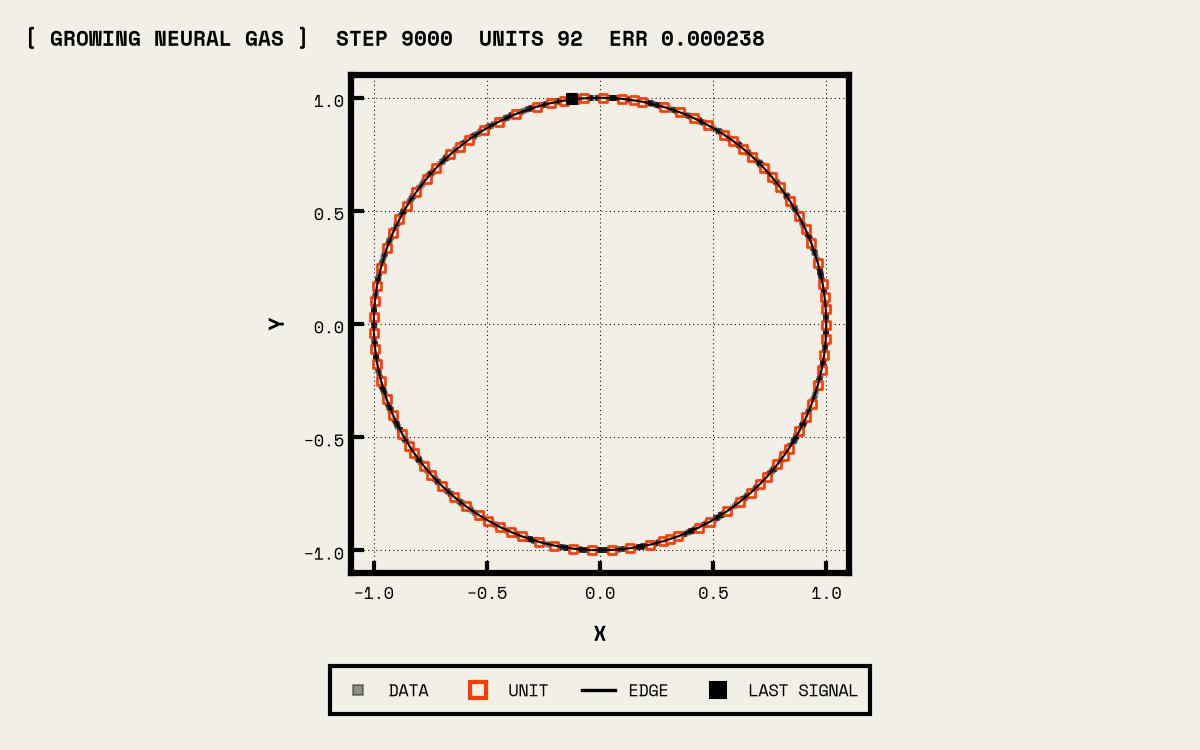 [ GROWING NEURAL GAS ]  STEP 9000  UNITS 92  ERR 0.000238
1.0
0.5
0.0
−0.5
−1.0
Y
−1.0 −0.5 0.0 0.5 1.0
X
DATA UNIT EDGE LAST SIGNAL